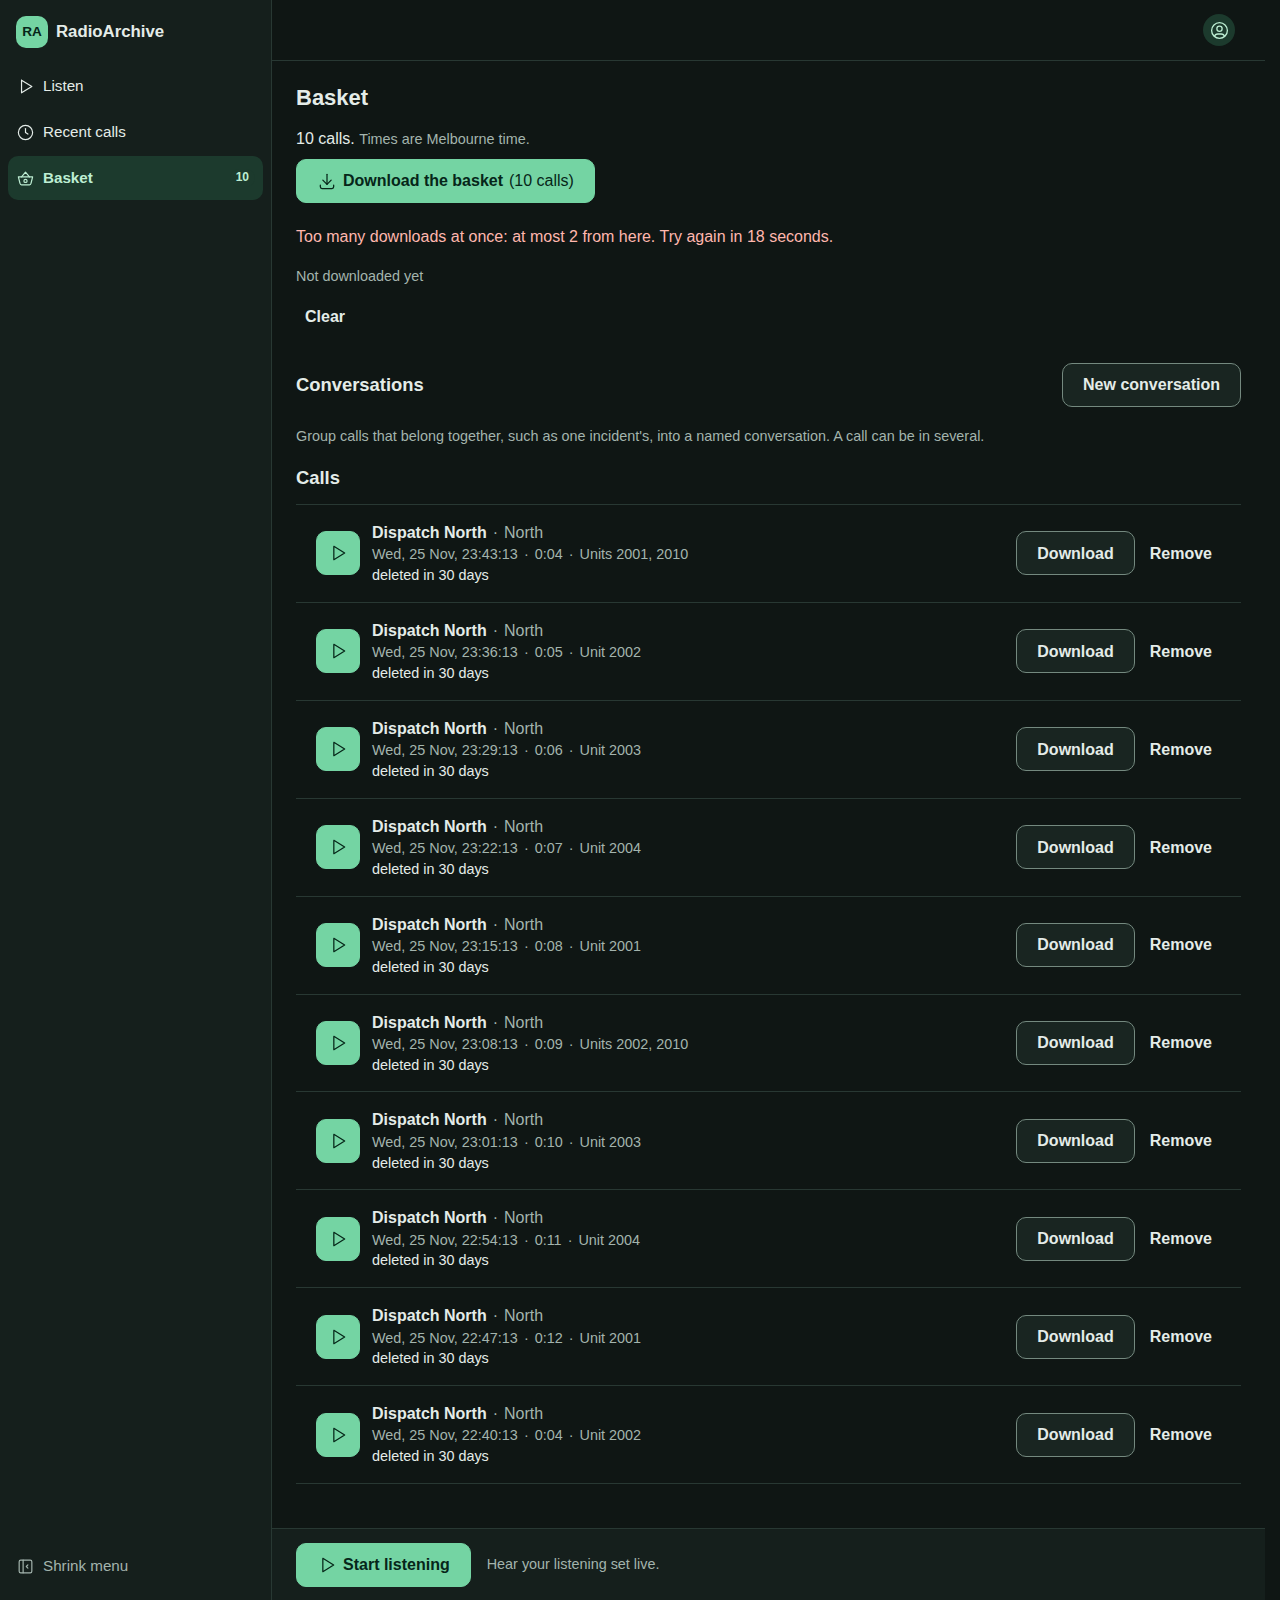 RA RadioArchive
Listen
Recent calls
Basket 10
Basket
10 calls. Times are Melbourne time.
Download the basket (10 calls)
Too many downloads at once: at most 2 from here. Try again in 18 seconds.
Not downloaded yet
Clear
Conversations
New conversation
Group calls that belong together, such as one incident's, into a named conversation. A call can be in several.
Calls
Dispatch North · North
Wed, 25 Nov, 23:43:13 · 0:04 · Units 2001, 2010
deleted in 30 days
Download Remove
Dispatch North · North
Wed, 25 Nov, 23:36:13 · 0:05 · Unit 2002
deleted in 30 days
Download Remove
Dispatch North · North
Wed, 25 Nov, 23:29:13 · 0:06 · Unit 2003
deleted in 30 days
Download Remove
Dispatch North · North
Wed, 25 Nov, 23:22:13 · 0:07 · Unit 2004
deleted in 30 days
Download Remove
Dispatch North · North
Wed, 25 Nov, 23:15:13 · 0:08 · Unit 2001
deleted in 30 days
Download Remove
Dispatch North · North
Wed, 25 Nov, 23:08:13 · 0:09 · Units 2002, 2010
deleted in 30 days
Download Remove
Dispatch North · North
Wed, 25 Nov, 23:01:13 · 0:10 · Unit 2003
deleted in 30 days
Download Remove
Dispatch North · North
Wed, 25 Nov, 22:54:13 · 0:11 · Unit 2004
deleted in 30 days
Download Remove
Dispatch North · North
Wed, 25 Nov, 22:47:13 · 0:12 · Unit 2001
deleted in 30 days
Download Remove
Dispatch North · North
Wed, 25 Nov, 22:40:13 · 0:04 · Unit 2002
deleted in 30 days
Download Remove
Shrink menu
Start listening
Hear your listening set live.